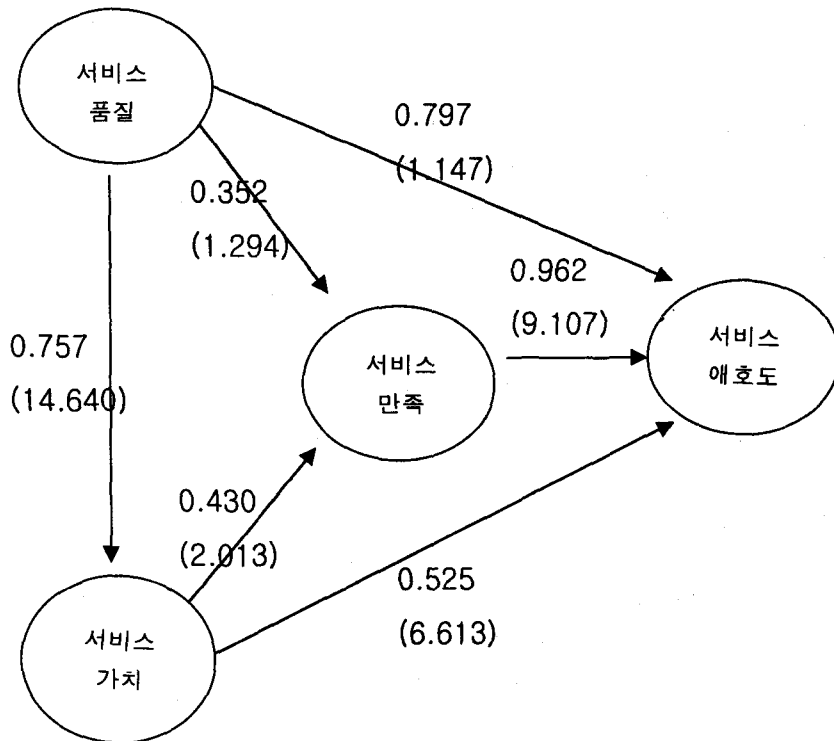 서비스
품질
0.797
(1.147)
0.352
(1.294)
0.962
(9.107)
서비스
애호도
0.757
(14.640)
서비스
만족
0.430
(2.013)
0.525
(6.613)
서비스
가치